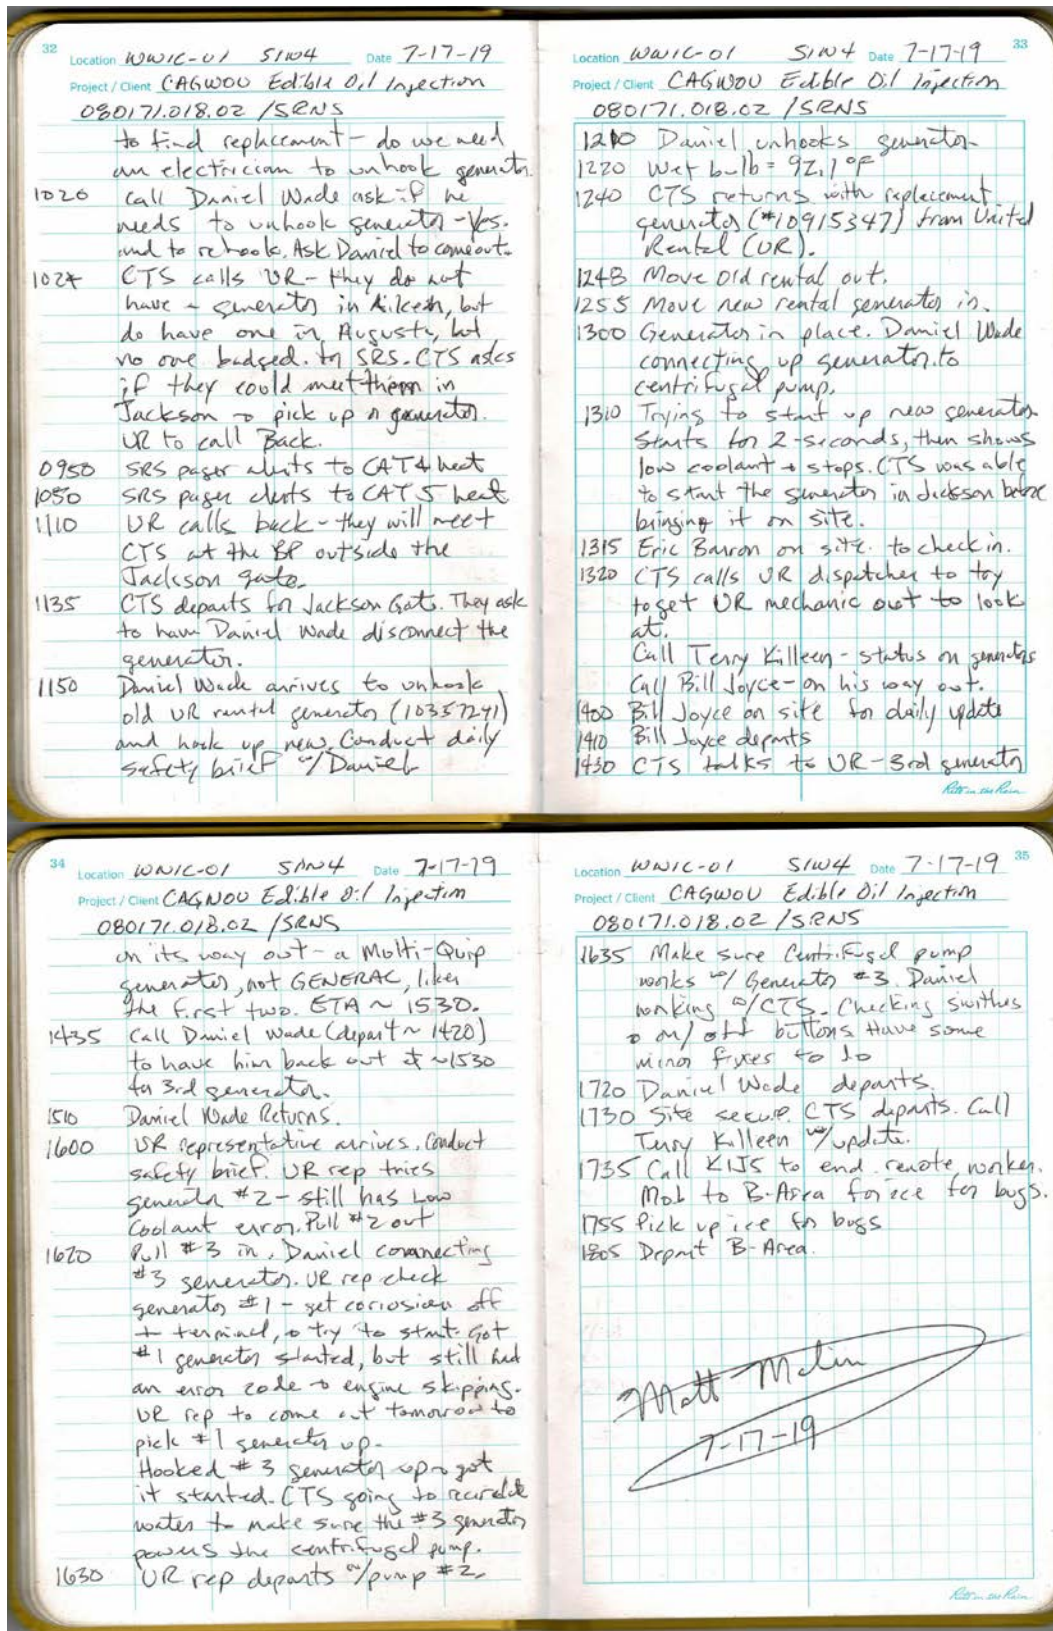 32
Location WNIC-01 S1W4 Date 7-17-19
Project / Client CAGWOU Edible Oil Injection
080171.018.02 /SRNS
to find replacement - do we need
an electrician to unhook generator.
1020 Call Daniel Wade ask if he
needs to unhook generator - Yes.
and to rehook. Ask Daniel to come out.
1027 CTS calls UR - they do not
have a generator in Aiken, but
do have one in Augusta, but
no one badged to SRS. CTS asks
if they could meet them in
Jackson to pick up a generator.
UR to call Back.
0950 SRS pager alerts to CAT 4 heat
1050 SRS pager alerts to CAT 5 heat
1110 UR calls back - they will meet
CTS at the BP outside the
Jackson gate.
1135 CTS departs for Jackson Gate. They ask
to have Daniel Wade disconnect the
generator.
1150 Daniel Wade arrives to unhook
old UR rental generator (10357241)
and hook up new. Conduct daily
safety brief w/ Daniel
33
Location WNIC-01 S1W4 Date 7-17-19
Project / Client CAGWOU Edible Oil Injection
080171.018.02 /SRNS
1210 Daniel unhooks generator
1220 Wet bulb = 92.1 °F
1240 CTS returns with replacement
generator (#10915347) from United
Rental (UR).
1248 Move old rental out.
1255 Move new rental generator in.
1300 Generator in place. Daniel Wade
connecting up generator to
centrifugal pump.
1310 Trying to start up new generator
Starts for 2-seconds, then shows
low coolant + stops. CTS was able
to start the generator in Jackson before
bringing it on site.
1315 Eric Barron on site to check in.
1320 CTS calls UR dispatcher to try
to get UR mechanic out to look
at.
Call Terry Killeen - status on generators
Call Bill Joyce - on his way out.
1400 Bill Joyce on site for daily update
1410 Bill Joyce departs
1430 CTS talks to UR - 3rd generator
Rite in the Rain
34
Location WNIC-01 S1W4 Date 7-17-19
Project / Client CAGWOU Edible Oil Injection
080171.018.02 /SRNS
on its way out - a Multi-Quip
generator, not GENERAC, like
the first two. ETA ~ 1530.
1435 Call Daniel Wade (depart ~ 1420)
to have him back out at ~1530
for 3rd generator.
1510 Daniel Wade Returns.
1600 UR representative arrives. Conduct
safety brief. UR rep tries
generator #2 - still has Low
Coolant error. Pull #2 out
1620 Pull #3 in. Daniel connecting
#3 generator. UR rep check
generator #1 - get corrosion off
+ terminal, & try to start. Got
#1 generator started, but still had
an error code & engine skipping.
UR rep to come out tomorrow to
pick #1 generator up.
Hooked #3 generator up & got
it started. CTS going to recirculate
water to make sure the #3 generator
powers the centrifugal pump.
1630 UR rep departs w/pump #2.
35
Location WNIC-01 S1W4 Date 7-17-19
Project / Client CAGWOU Edible Oil Injection
080171.018.02 /SRNS
1635 Make sure Centrifugal pump
works w/ Generator #3. Daniel
working w/CTS. Checking swithes
& on/off buttons Have some
minor fixes to do
1720 Daniel Wade departs.
1730 Site secure. CTS departs. Call
Terry Killeen w/update.
1735 Call KIJ5 to end remote worker.
Mob to B-Area for ice for bugs.
1755 Pick up ice for bugs
1805 Depart B-Area.
Matt Malin
7-17-19
Rite in the Rain